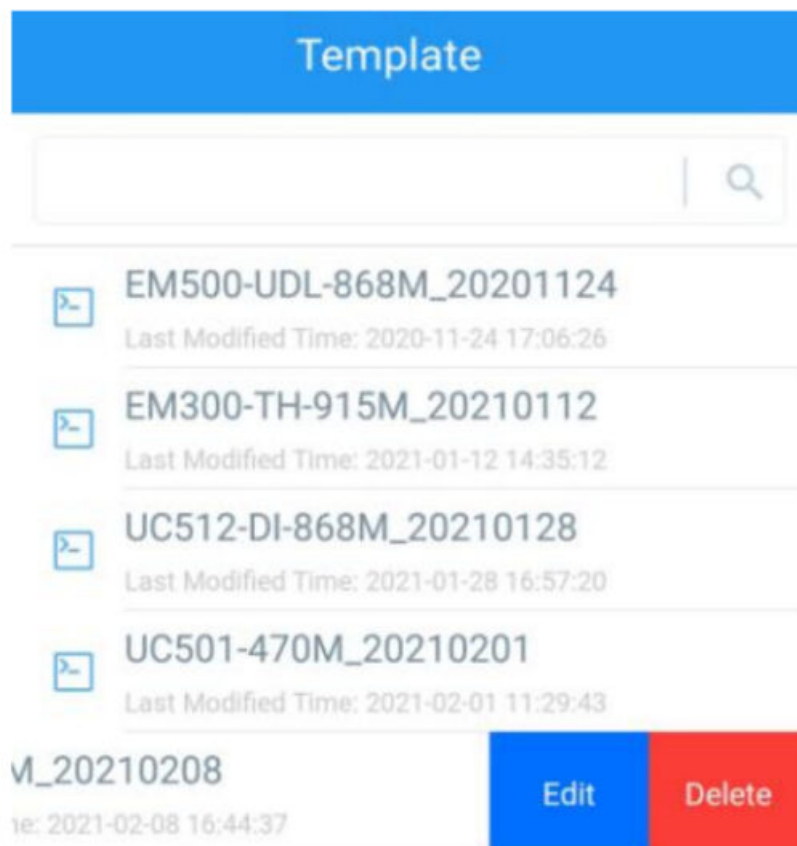 Template
EM500-UDL-868M_20201124
Last Modified Time: 2020-11-24 17:06:26
EM300-TH-915M_20210112
Last Modified Time: 2021-01-12 14:35:12
UC512-DI-868M_20210128
Last Modified Time: 2021-01-28 16:57:20
UC501-470M_20210201
Last Modified Time: 2021-02-01 11:29:43
M_20210208 Edit Delete
ne: 2021-02-08 16:44:37